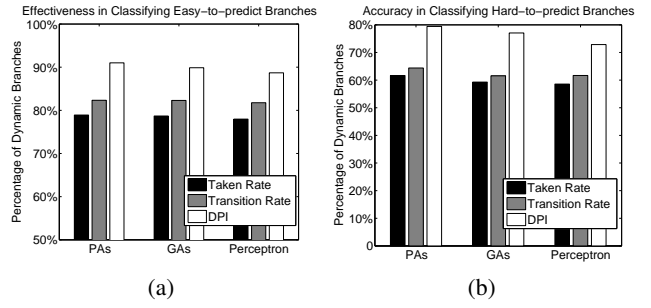 Effectiveness in Classifying Easy−to−predict Branches
Percentage of Dynamic Branches
100%
90%
80%
70%
60%
50%
Taken Rate
Transition Rate
DPI
PAs GAs Perceptron
(a)
Accuracy in Classifying Hard−to−predict Branches
Percentage of Dynamic Branches
80%
70%
60%
50%
40%
30%
20%
10%
0
Taken Rate
Transition Rate
DPI
PAs GAs Perceptron
(b)